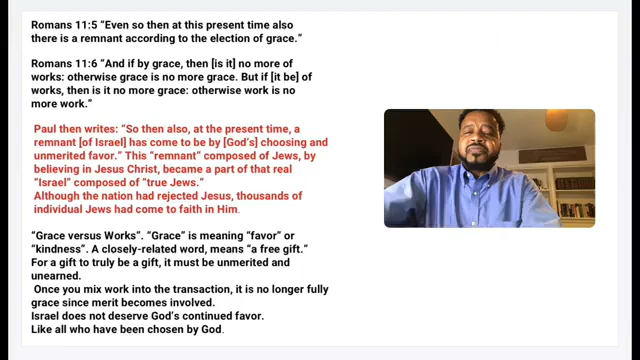 Romans 11:5 “Even so then at this present time also
there is a remnant according to the election of grace.”
Romans 11:6 “And if by grace, then [is it] no more of
works: otherwise grace is no more grace. But if [it be] of
works, then is it no more grace: otherwise work is no
more work.”
Paul then writes: “So then also, at the present time, a
remnant [of Israel] has come to be by [God’s] choosing and
unmerited favor.” This “remnant” composed of Jews, by
believing in Jesus Christ, became a part of that real
“Israel” composed of “true Jews.”
Although the nation had rejected Jesus, thousands of
individual Jews had come to faith in Him.
“Grace versus Works”. “Grace” is meaning “favor” or
“kindness”. A closely-related word, means “a free gift.”
For a gift to truly be a gift, it must be unmerited and
unearned.
Once you mix work into the transaction, it is no longer fully
grace since merit becomes involved.
Israel does not deserve God’s continued favor.
Like all who have been chosen by God.